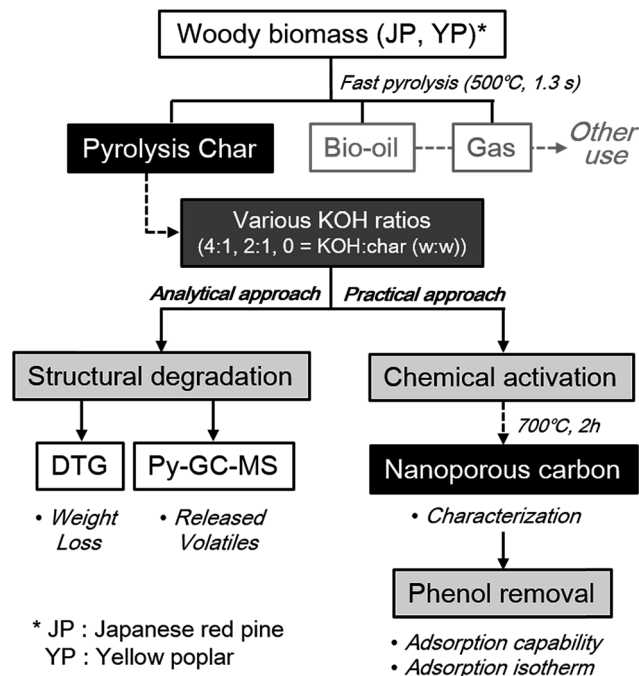 Woody biomass (JP, YP)*
Fast pyrolysis (500℃, 1.3 s)
Pyrolysis Char
Bio-oil
Gas
Other
use
Various KOH ratios
(4:1, 2:1, 0 = KOH:char (w:w))
Analytical approach
Practical approach
Structural degradation
Chemical activation
700℃, 2h
DTG
Py-GC-MS
Nanoporous carbon
• Weight
Loss
• Released
Volatiles
• Characterization
Phenol removal
* JP : Japanese red pine
YP : Yellow poplar
• Adsorption capability
• Adsorption isotherm